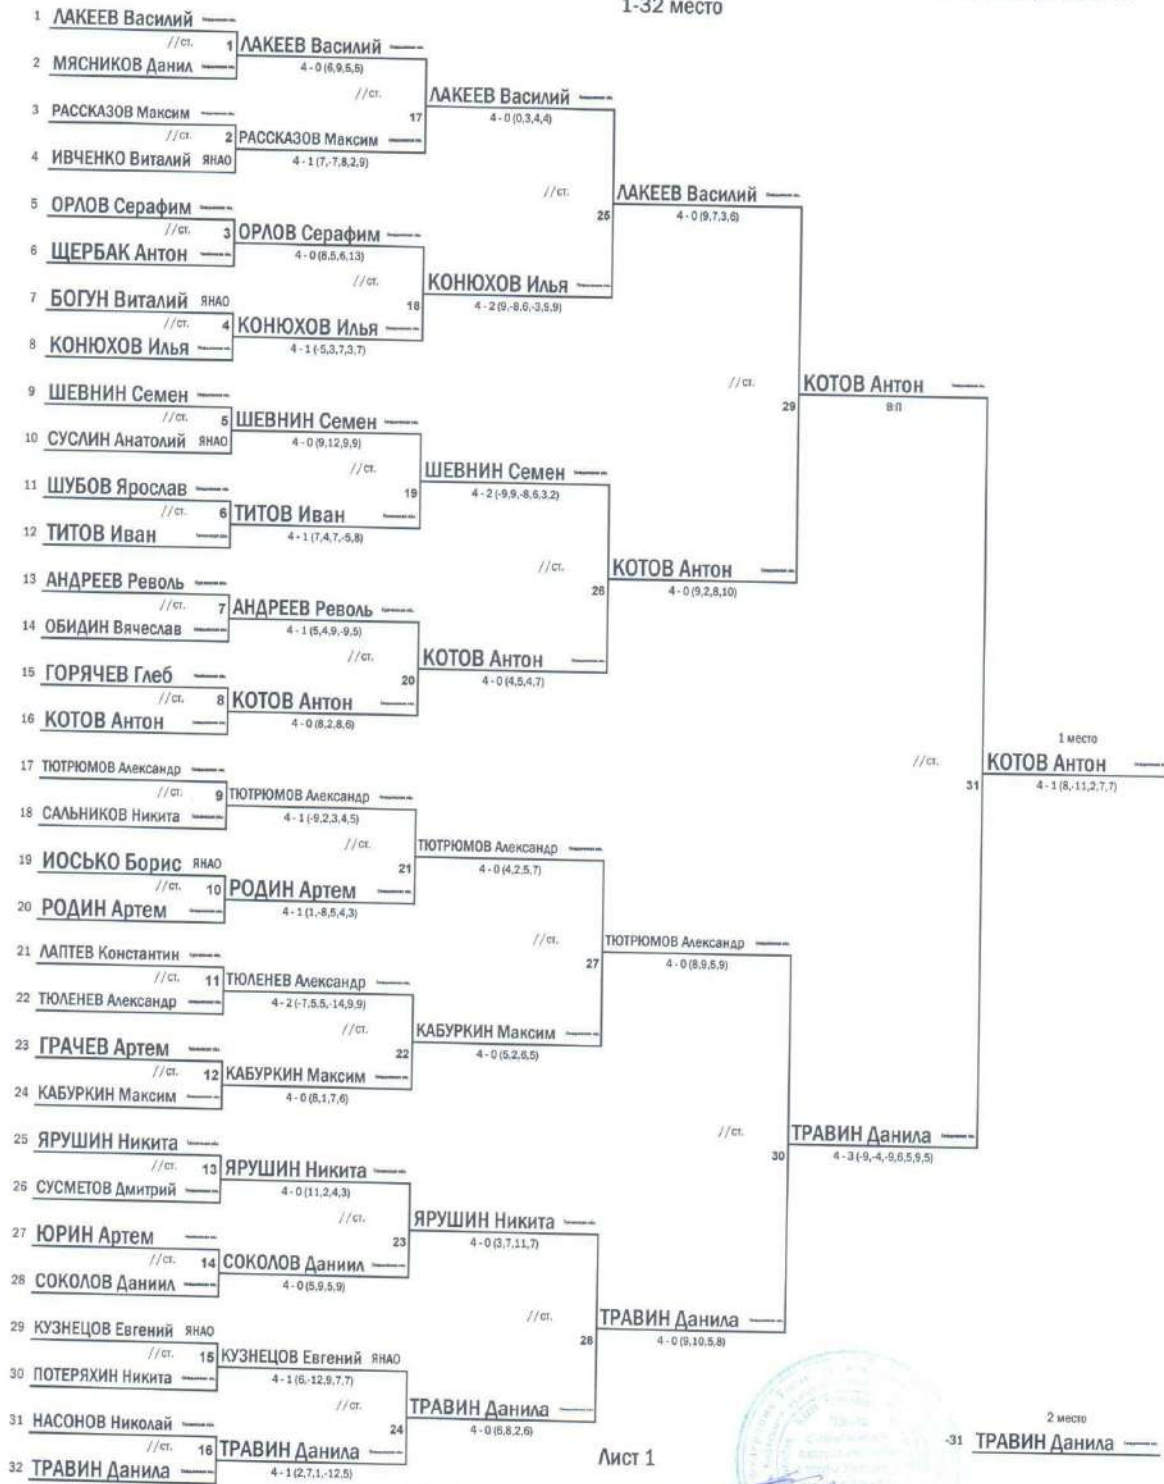 1-32 место
1 ЛАКЕЕВ Василий
//ст. 1 ЛАКЕЕВ Василий
2 МЯСНИКОВ Данил
4 - 0 (6,9,5,5)
//ст. 17 ЛАКЕЕВ Василий
4 - 0 (0,3,4,4)
3 РАССКАЗОВ Максим
//ст. 2 РАССКАЗОВ Максим
4 ИВЧЕНКО Виталий ЯНАО
4 - 1 (7,-7,8,2,9)
//ст. 25 ЛАКЕЕВ Василий
4 - 0 (9,7,3,6)
5 ОРЛОВ Серафим
//ст. 3 ОРЛОВ Серафим
6 ЩЕРБАК Антон
4 - 0 (8,5,6,13)
//ст. 18 КОНЮХОВ Илья
4 - 2 (9,-8,6,-3,9,9)
7 БОГУН Виталий ЯНАО
//ст. 4 КОНЮХОВ Илья
8 КОНЮХОВ Илья
4 - 1 (-5,3,7,3,7)
//ст. 29 КОТОВ Антон
В:П
9 ШЕВНИН Семен
//ст. 5 ШЕВНИН Семен
10 СУСЛИН Анатолий ЯНАО
4 - 0 (9,12,9,9)
//ст. 19 ШЕВНИН Семен
4 - 2 (-9,9,-8,6,3,2)
11 ШУБОВ Ярослав
//ст. 6 ТИТОВ Иван
12 ТИТОВ Иван
4 - 1 (7,4,7,-5,8)
//ст. 26 КОТОВ Антон
4 - 0 (9,2,8,10)
13 АНДРЕЕВ Револь
//ст. 7 АНДРЕЕВ Револь
14 ОБИДИН Вячеслав
4 - 1 (5,4,9,-9,5)
//ст. 20 КОТОВ Антон
4 - 0 (4,5,4,7)
15 ГОРЯЧЕВ Глеб
//ст. 8 КОТОВ Антон
16 КОТОВ Антон
4 - 0 (8,2,8,6)
1 место
//ст. 31 КОТОВ Антон
4 - 1 (8,-11,2,7,7)
17 ТЮТРЮМОВ Александр
//ст. 9 ТЮТРЮМОВ Александр
18 САЛЬНИКОВ Никита
4 - 1 (-9,2,3,4,5)
//ст. 21 ТЮТРЮМОВ Александр
4 - 0 (4,2,5,7)
19 ИОСЬКО Борис ЯНАО
//ст. 10 РОДИН Артем
20 РОДИН Артем
4 - 1 (1,-8,5,4,3)
//ст. 27 ТЮТРЮМОВ Александр
4 - 0 (8,9,6,9)
21 ЛАПТЕВ Константин
//ст. 11 ТЮЛЕНЕВ Александр
22 ТЮЛЕНЕВ Александр
4 - 2 (-7,5,5,-14,9,9)
//ст. 22 КАБУРКИН Максим
4 - 0 (5,2,6,5)
23 ГРАЧЕВ Артем
//ст. 12 КАБУРКИН Максим
24 КАБУРКИН Максим
4 - 0 (8,1,7,6)
//ст. 30 ТРАВИН Данила
4 - 3 (-9,-4,-9,6,5,9,5)
25 ЯРУШИН Никита
//ст. 13 ЯРУШИН Никита
26 СУСМЕТОВ Дмитрий
4 - 0 (11,2,4,3)
//ст. 23 ЯРУШИН Никита
4 - 0 (3,7,11,7)
27 ЮРИН Артем
//ст. 14 СОКОЛОВ Даниил
28 СОКОЛОВ Даниил
4 - 0 (5,9,5,9)
//ст. 28 ТРАВИН Данила
4 - 0 (9,10,5,8)
29 КУЗНЕЦОВ Евгений ЯНАО
//ст. 15 КУЗНЕЦОВ Евгений ЯНАО
30 ПОТЕРЯХИН Никита
4 - 1 (6,-12,9,7,7)
//ст. 24 ТРАВИН Данила
4 - 0 (6,8,2,6)
31 НАСОНОВ Николай
//ст. 16 ТРАВИН Данила
32 ТРАВИН Данила
4 - 1 (2,7,1,-12,5)
Лист 1
2 место
-31 ТРАВИН Данила